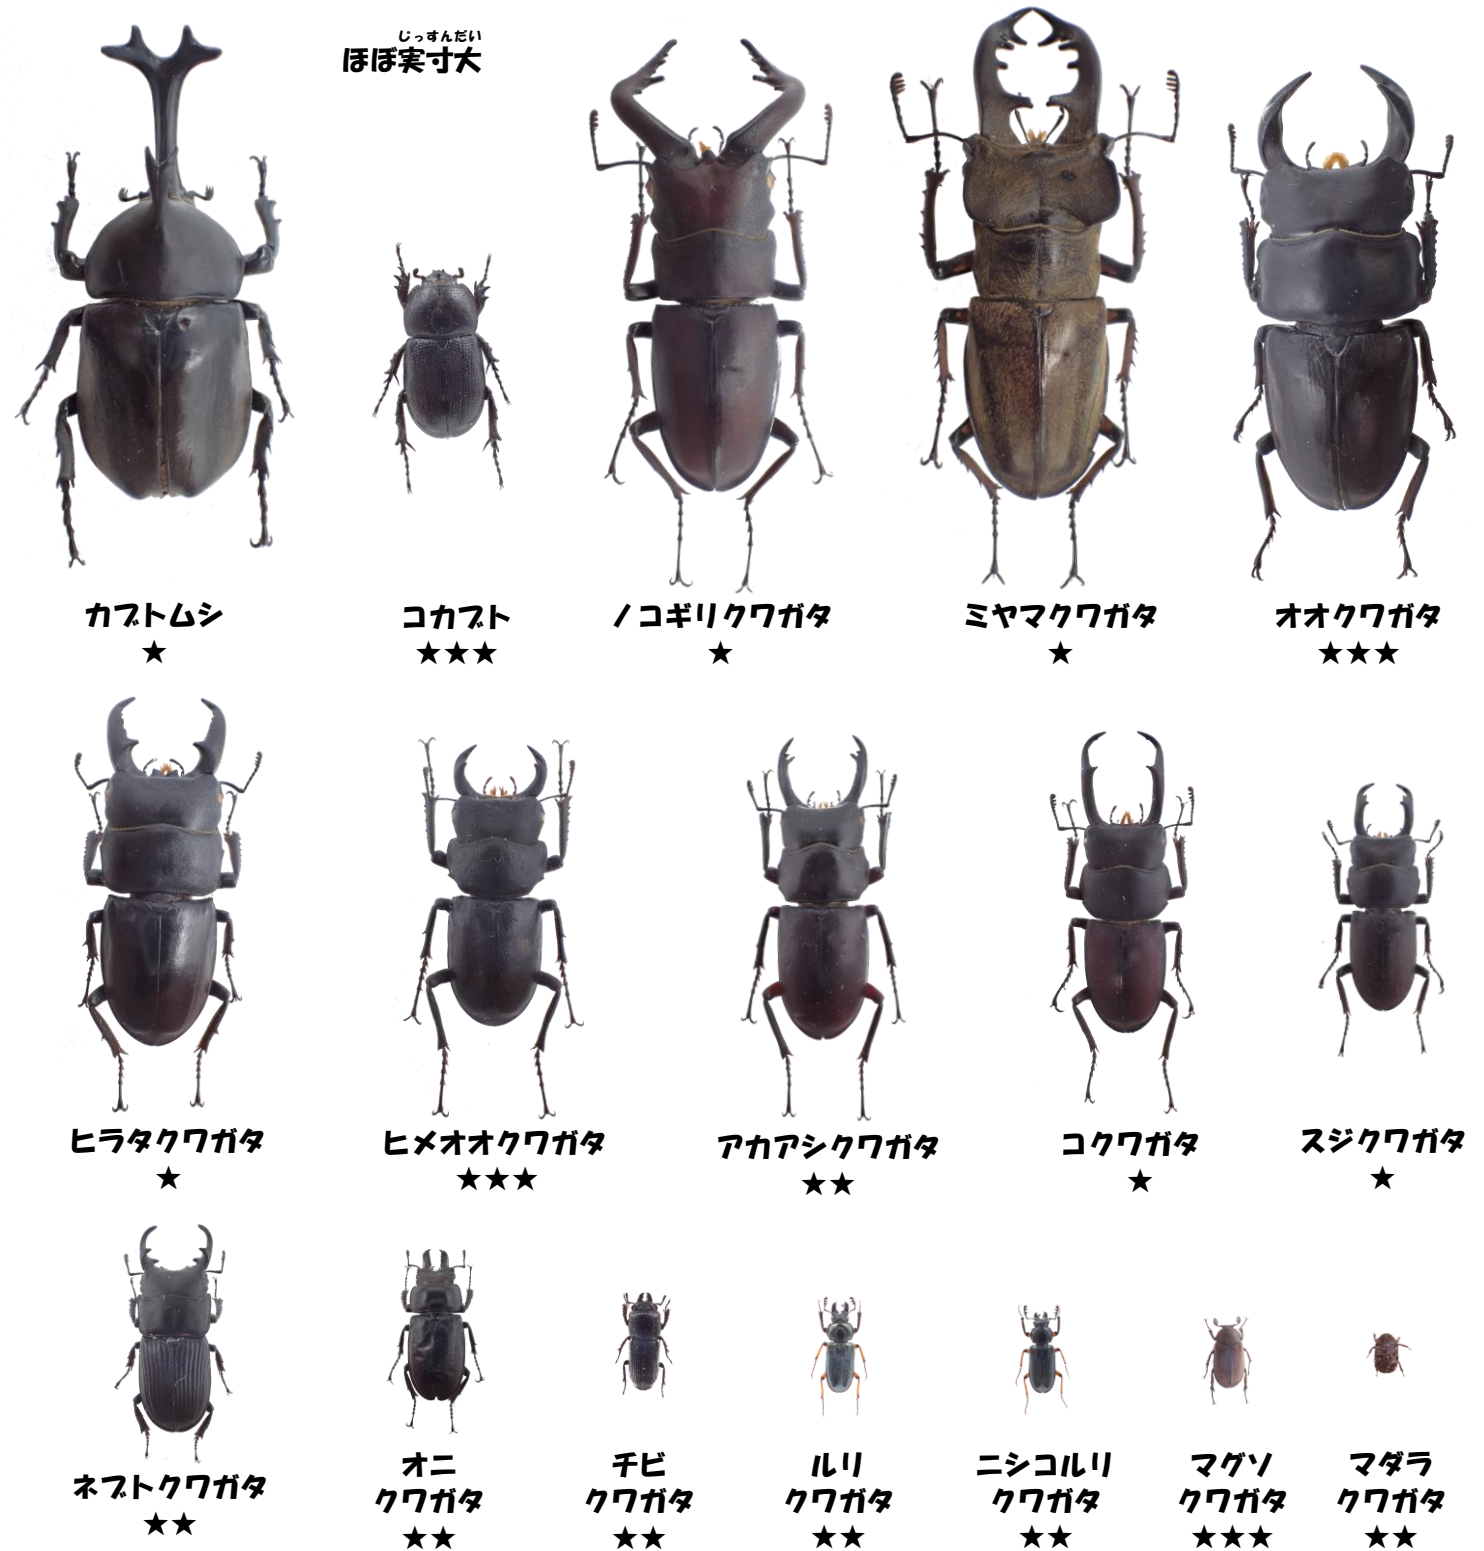 じっすんだい
ほぼ実寸大
カブトムシ
★
コカブト
★★★
ノコギリクワガタ
★
ミヤマクワガタ
★
オオクワガタ
★★★
ヒラタクワガタ
★
ヒメオオクワガタ
★★★
アカアシクワガタ
★★
コクワガタ
★
スジクワガタ
★
ネブトクワガタ
★★
オニ
クワガタ
★★
チビ
クワガタ
★★
ルリ
クワガタ
★★
ニシコルリ
クワガタ
★★
マグソ
クワガタ
★★★
マダラ
クワガタ
★★